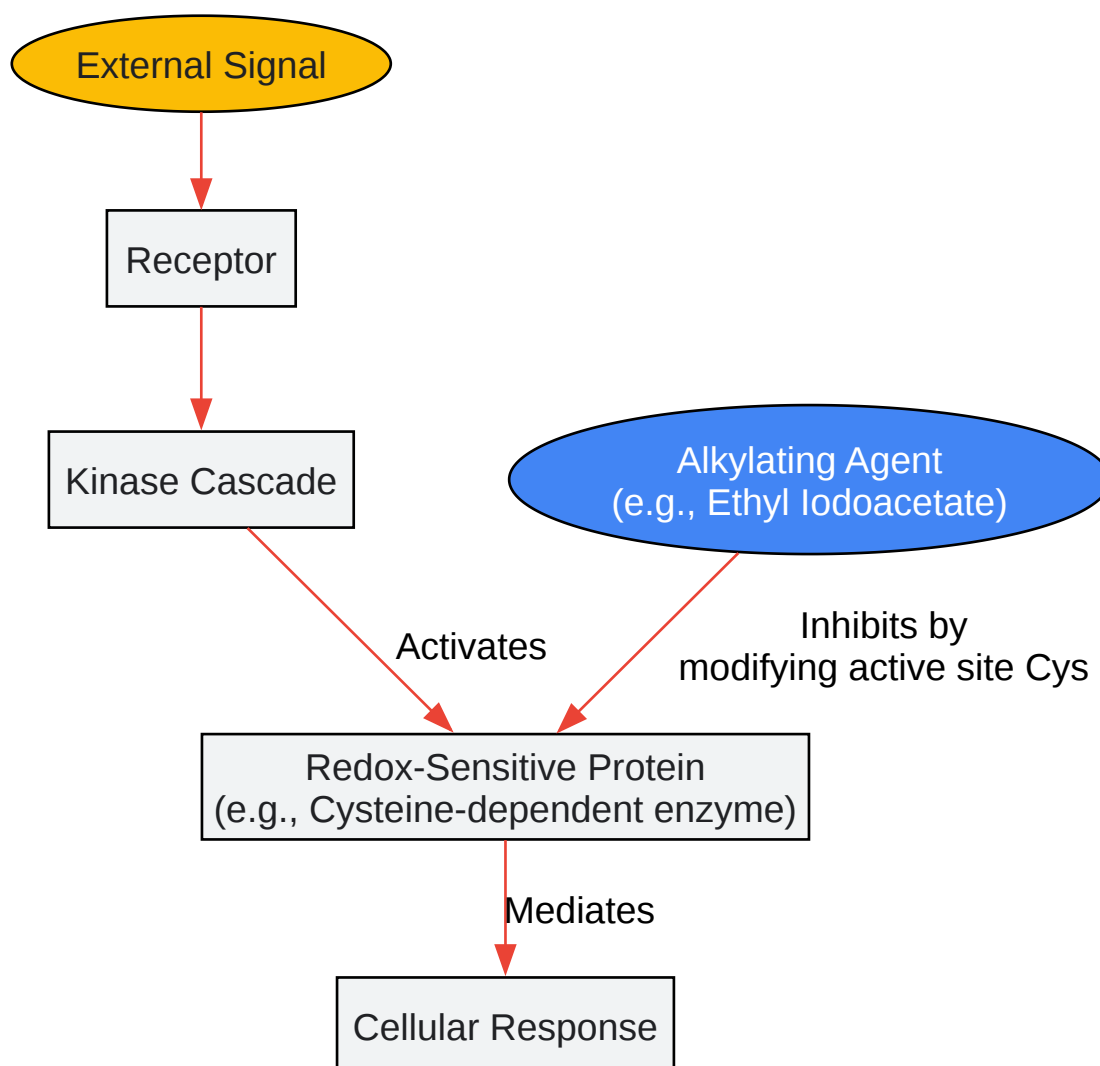 External Signal
Receptor
Kinase Cascade
Alkylating Agent
(e.g., Ethyl Iodoacetate)
Activates
Inhibits by
modifying active site Cys
Redox-Sensitive Protein
(e.g., Cysteine-dependent enzyme)
Mediates
Cellular Response